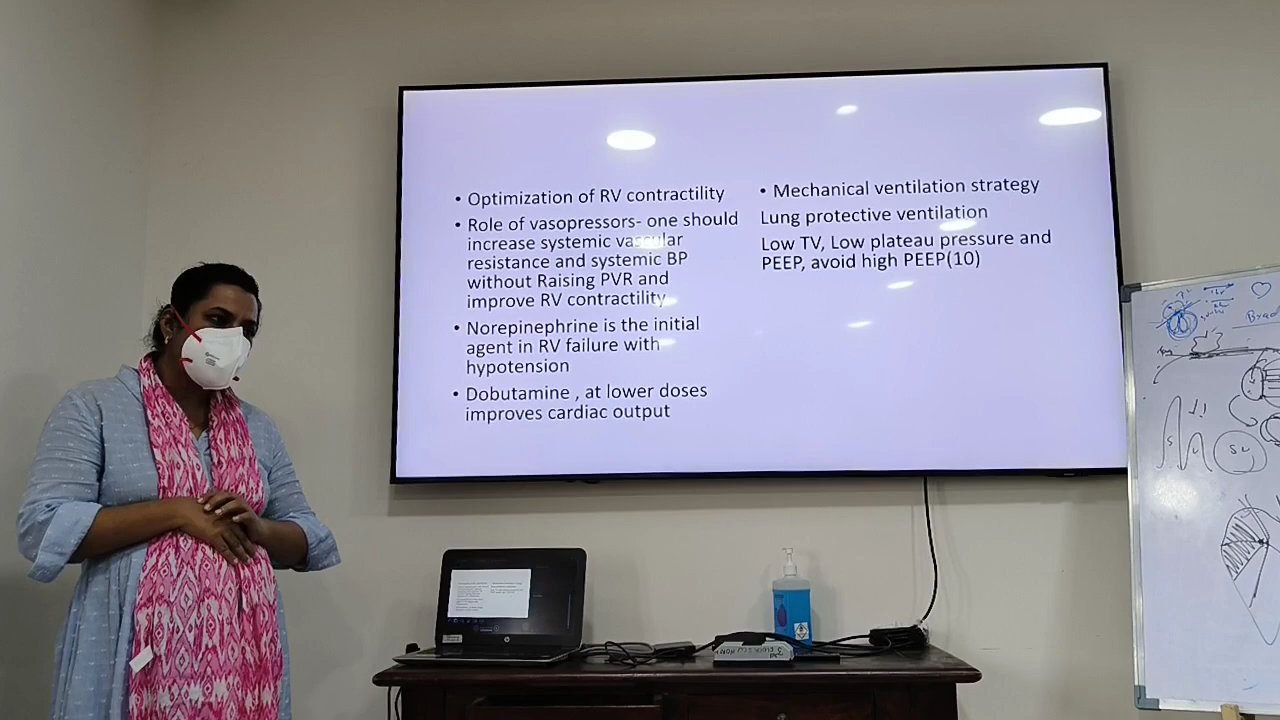 • Optimization of RV contractility
• Role of vasopressors- one should
increase systemic vascular
resistance and systemic BP
without Raising PVR and
improve RV contractility
• Norepinephrine is the initial
agent in RV failure with
hypotension
• Dobutamine , at lower doses
improves cardiac output
• Mechanical ventilation strategy
Lung protective ventilation
Low TV, Low plateau pressure and
PEEP, avoid high PEEP(10)
hp